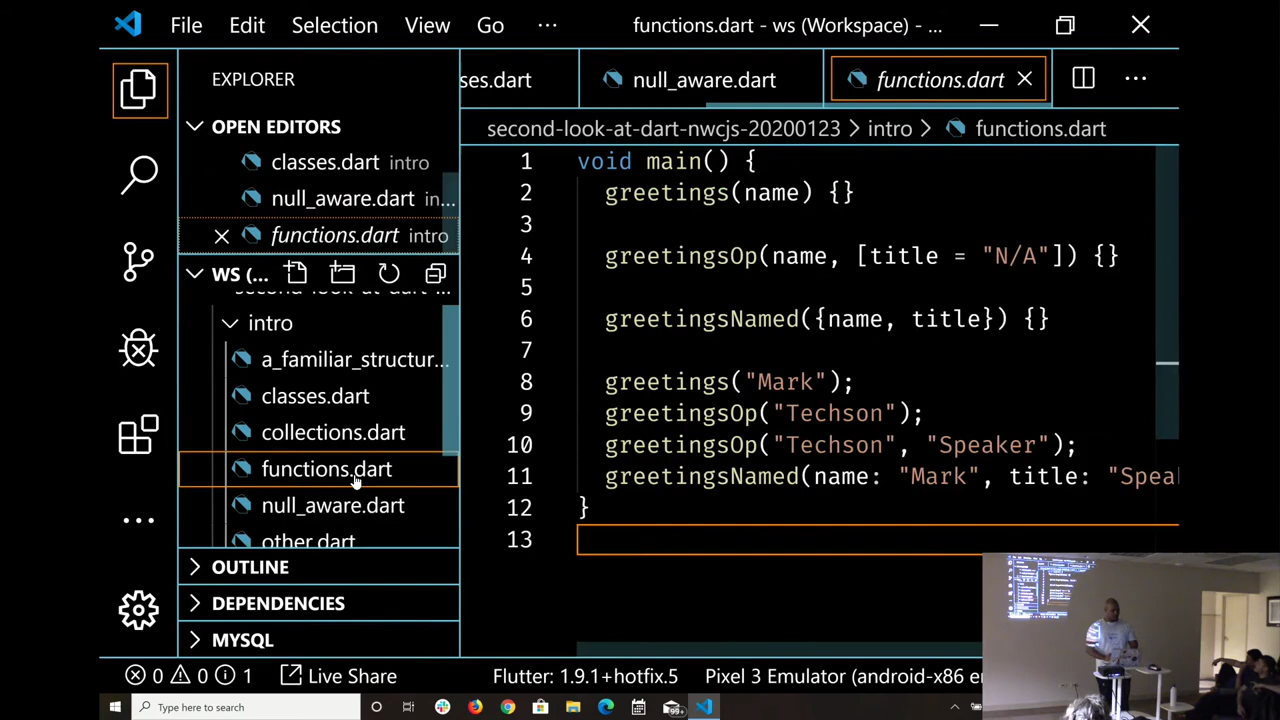 File Edit Selection View Go ··· functions.dart - ws (Workspace) - ...
EXPLORER
ses.dart null_aware.dart functions.dart
OPEN EDITORS
second-look-at-dart-nwcjs-20200123 > intro > functions.dart
classes.dart intro
null_aware.dart in...
functions.dart intro
WS (...
intro
a_familiar_structur...
classes.dart
collections.dart
functions.dart
null_aware.dart
other.dart
OUTLINE
DEPENDENCIES
MYSQL
1 void main() {
2 greetings(name) {}
3
4 greetingsOp(name, [title = "N/A"]) {}
5
6 greetingsNamed({name, title}) {}
7
8 greetings("Mark");
9 greetingsOp("Techson");
10 greetingsOp("Techson", "Speaker");
11 greetingsNamed(name: "Mark", title: "Speak
12 }
13
0 0 1 Live Share Flutter: 1.9.1+hotfix.5 Pixel 3 Emulator (android-x86 e
Type here to search
99+